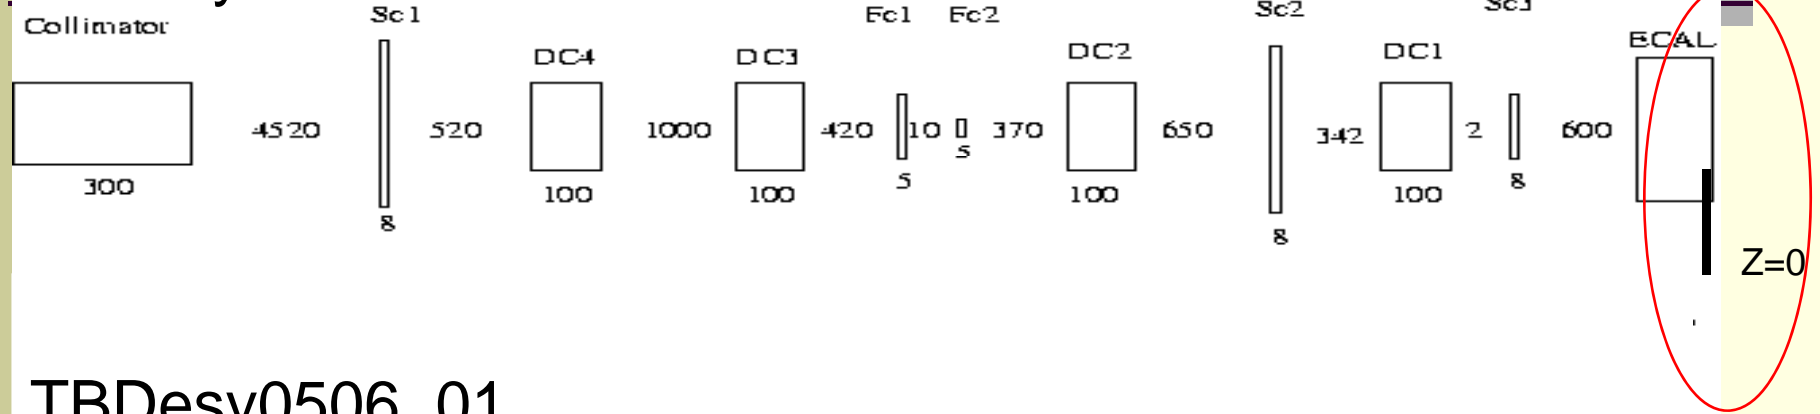 Collimator Sc1 Fc1 Fc2 Sc2
DC4 DC3 DC2 DC1 ECAL
4520 520 1000 420 10 370 650 342 2 600
300 8 100 100 5 5 100 8 100 8
Z=0
TBDesy0506_01